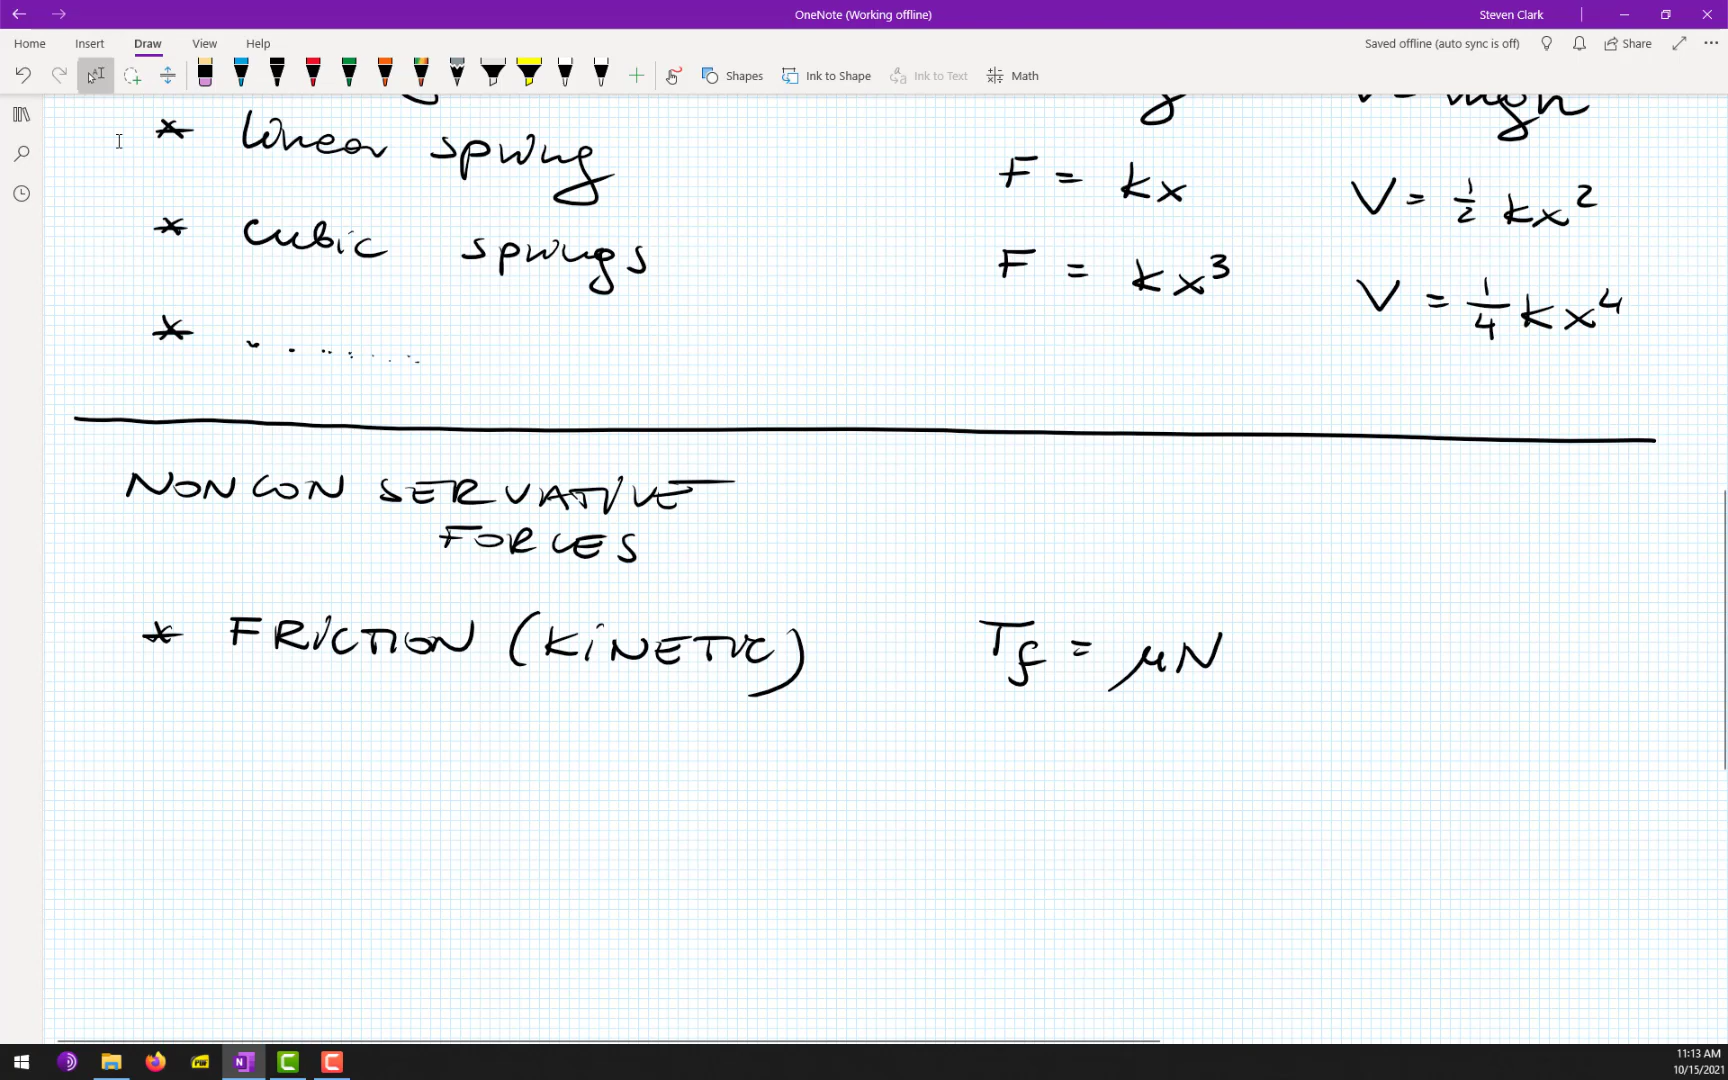 OneNote (Working offline)
Steven Clark
Home Insert Draw View Help
Saved offline (auto sync is off)
Share
Shapes
Ink to Shape
Ink to Text
Math
* linear spring F = kx V = 1/2 kx²
* cubic springs F = kx³ V = 1/4 kx⁴
* ........
NONCONSERVATIVE
FORCES
* FRICTION (KINETIC) T_f = μN
11:13 AM
10/15/2021